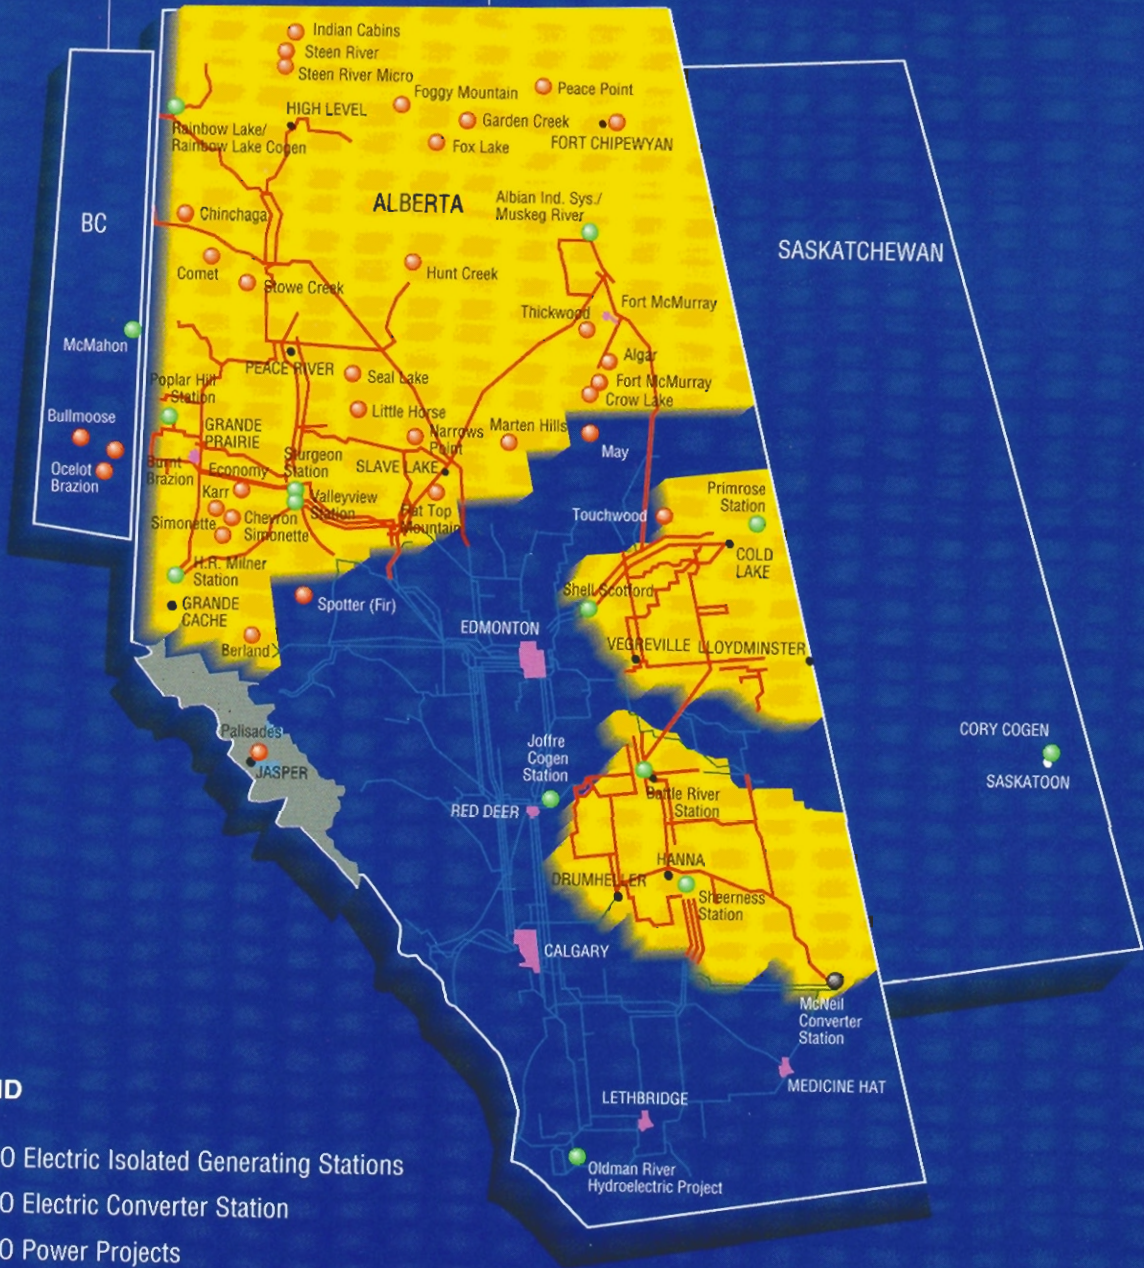 Indian Cabins
Steen River
Steen River Micro
Foggy Mountain
Peace Point
HIGH LEVEL
Garden Creek
Rainbow Lake/
Rainbow Lake Cogen
Fox Lake
FORT CHIPEWYAN
ALBERTA
Albian Ind. Sys./
Muskeg River
Chinchaga
BC
SASKATCHEWAN
Comet
Stowe Creek
Hunt Creek
Thickwood
Fort McMurray
McMahon
PEACE RIVER
Algar
Poplar Hill
Station
Seal Lake
Fort McMurray
Crow Lake
Bullmoose
Little Horse
GRANDE
PRAIRIE
Narrows
Point
Marten Hills
May
Ocelot
Brazion
Burnt
Brazion
Economy
Sturgeon
Station
SLAVE LAKE
Karr
Valleyview
Station
Flat Top
Mountain
Simonette
Chevron
Simonette
Touchwood
Primrose
Station
COLD
LAKE
H.R. Milner
Station
Shell Scotford
GRANDE
CACHE
Spotter (Fir)
EDMONTON
Berland
VEGREVILLE
LLOYDMINSTER
Palisades
JASPER
Joffre
Cogen
Station
CORY COGEN
SASKATOON
RED DEER
Battle River
Station
HANNA
DRUMHELLER
Sheerness
Station
CALGARY
McNeil
Converter
Station
MEDICINE HAT
LETHBRIDGE
Oldman River
Hydroelectric Project
ND
O Electric Isolated Generating Stations
O Electric Converter Station
O Power Projects